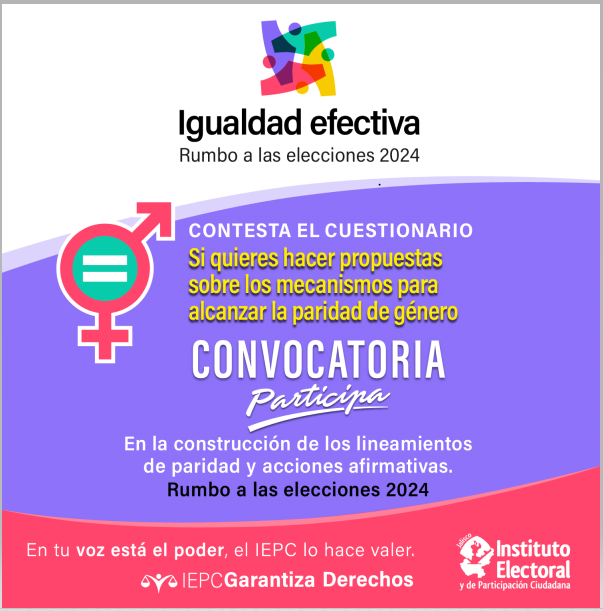 Igualdad efectiva
Rumbo a las elecciones 2024
CONTESTA EL CUESTIONARIO
Si quieres hacer propuestas
sobre los mecanismos para
alcanzar la paridad de género
CONVOCATORIA
Participa
En la construcción de los lineamientos
de paridad y acciones afirmativas.
Rumbo a las elecciones 2024
En tu voz está el poder, el IEPC lo hace valer.
IEPCGarantiza Derechos
Jalisco
Instituto
Electoral
y de Participación Ciudadana